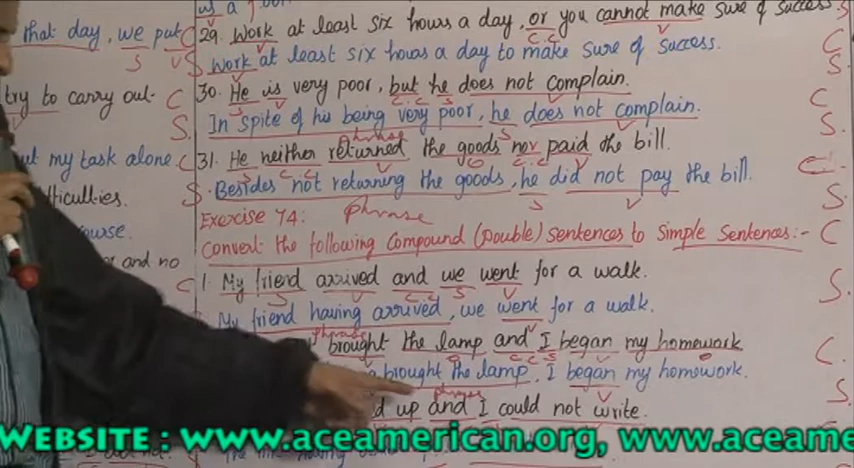 us a
that day, we put
29. Work at least six hours a day, or you cannot make sure of success.
Work at least six hours a day to make sure of success.
try to carry out.
30. He is very poor, but he does not complain.
In spite of his being very poor, he does not complain.
phrase
my task alone.
31. He neither returned the goods nor paid the bill.
Besides not returning the goods, he did not pay the bill.
phrase
Exercise 74:
Convert the following Compound (Double) Sentences to Simple Sentences:-
and no
1. My friend arrived and we went for a walk.
My friend having arrived, we went for a walk.
phrase
brought the lamp and I began my homework
brought the lamp, I began my homework.
phrase
d up and I could not write.
WEBSITE : www.aceamerican.org, www.aceame